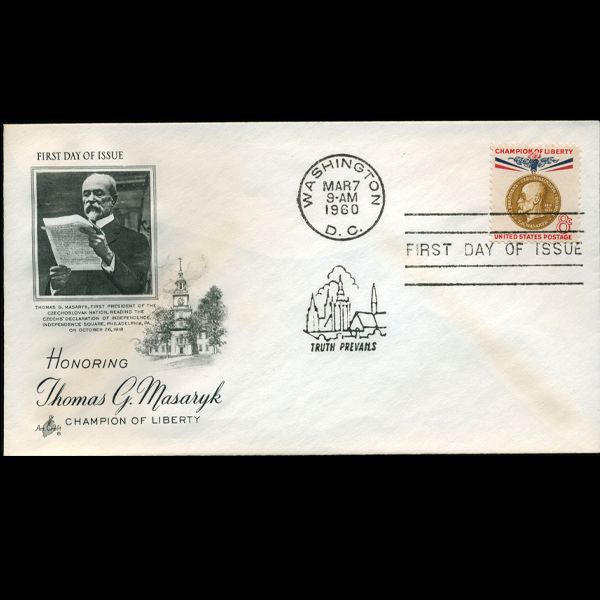 FIRST DAY OF ISSUE
THOMAS G. MASARYK, FIRST PRESIDENT OF THE
CZECHOSLOVAK NATION, READING THE
CZECHS' DECLARATION OF INDEPENDENCE,
INDEPENDENCE SQUARE, PHILADELPHIA, PA.
ON OCTOBER 26, 1918
HONORING
Thomas G. Masaryk
CHAMPION OF LIBERTY
Art Craft
WASHINGTON
MAR 7
9-AM
1960
D. C.
TRUTH PREVAILS
CHAMPION OF LIBERTY
8¢
UNITED STATES POSTAGE
FIRST DAY OF ISSUE